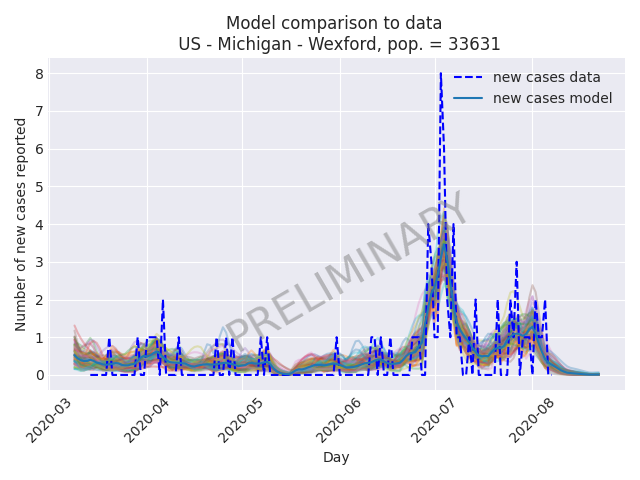 Model comparison to data
US - Michigan - Wexford, pop. = 33631
8
7
6
5
4
3
2
1
0
Number of new cases reported
new cases data
new cases model
PRELIMINARY
2020-03
2020-04
2020-05
2020-06
2020-07
2020-08
Day